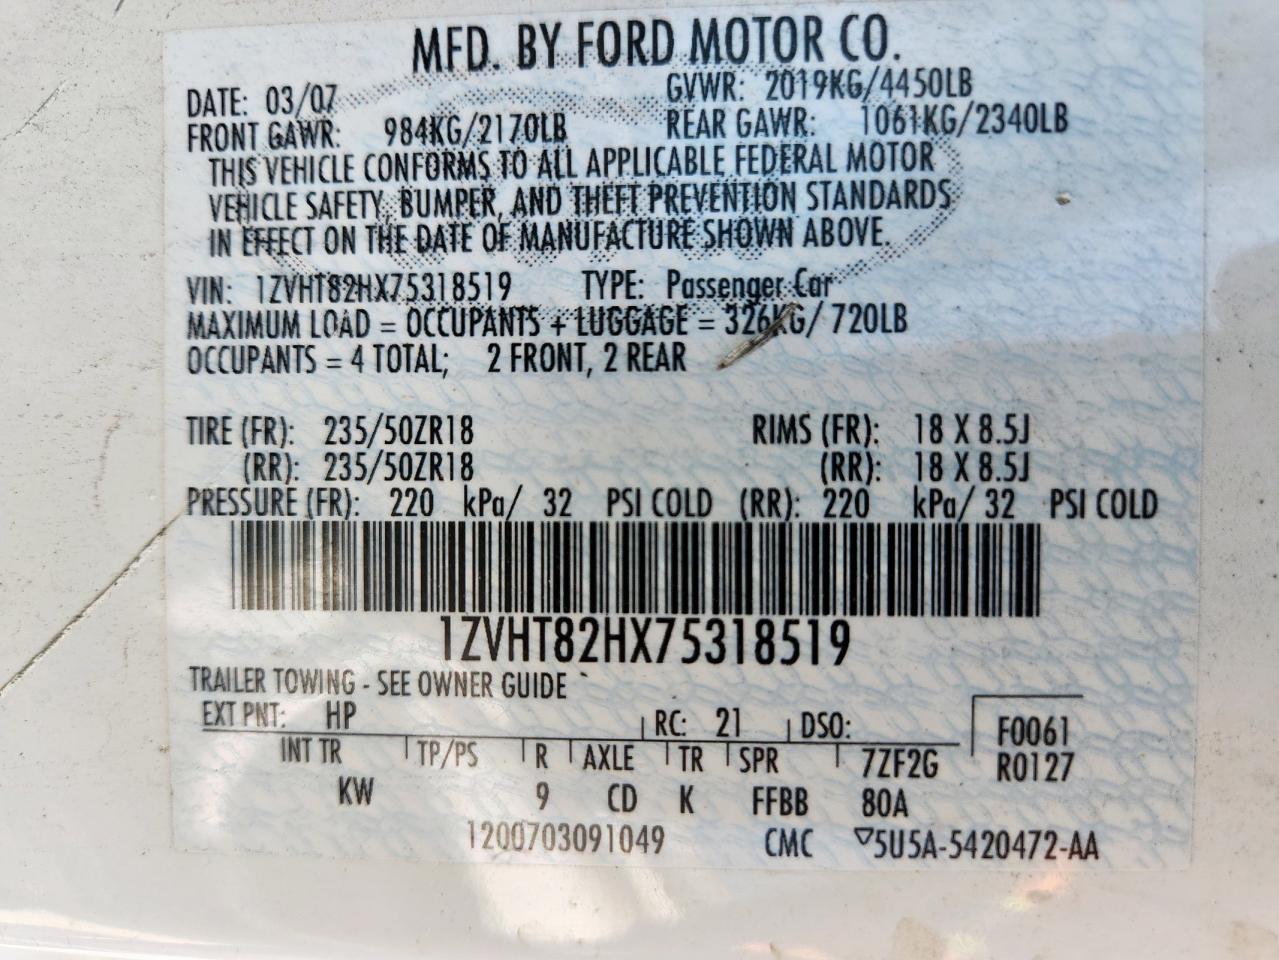 MFD. BY FORD MOTOR CO.
DATE: 03/07 GVWR: 2019KG/4450LB
FRONT GAWR: 984KG/2170LB REAR GAWR: 1061KG/2340LB
THIS VEHICLE CONFORMS TO ALL APPLICABLE FEDERAL MOTOR
VEHICLE SAFETY, BUMPER, AND THEFT PREVENTION STANDARDS
IN EFFECT ON THE DATE OF MANUFACTURE SHOWN ABOVE.
VIN: 1ZVHT82HX75318519 TYPE: Passenger Car
MAXIMUM LOAD = OCCUPANTS + LUGGAGE = 326KG/ 720LB
OCCUPANTS = 4 TOTAL; 2 FRONT, 2 REAR
TIRE (FR): 235/50ZR18 RIMS (FR): 18 X 8.5J
(RR): 235/50ZR18 (RR): 18 X 8.5J
PRESSURE (FR): 220 kPa/ 32 PSI COLD (RR): 220 kPa/ 32 PSI COLD
1ZVHT82HX75318519
TRAILER TOWING - SEE OWNER GUIDE
EXT PNT: HP RC: 21 DSO: F0061
INT TR TP/PS R AXLE TR SPR 7ZF2G R0127
KW 9 CD K FFBB 80A
1200703091049 CMC ▽5U5A-5420472-AA